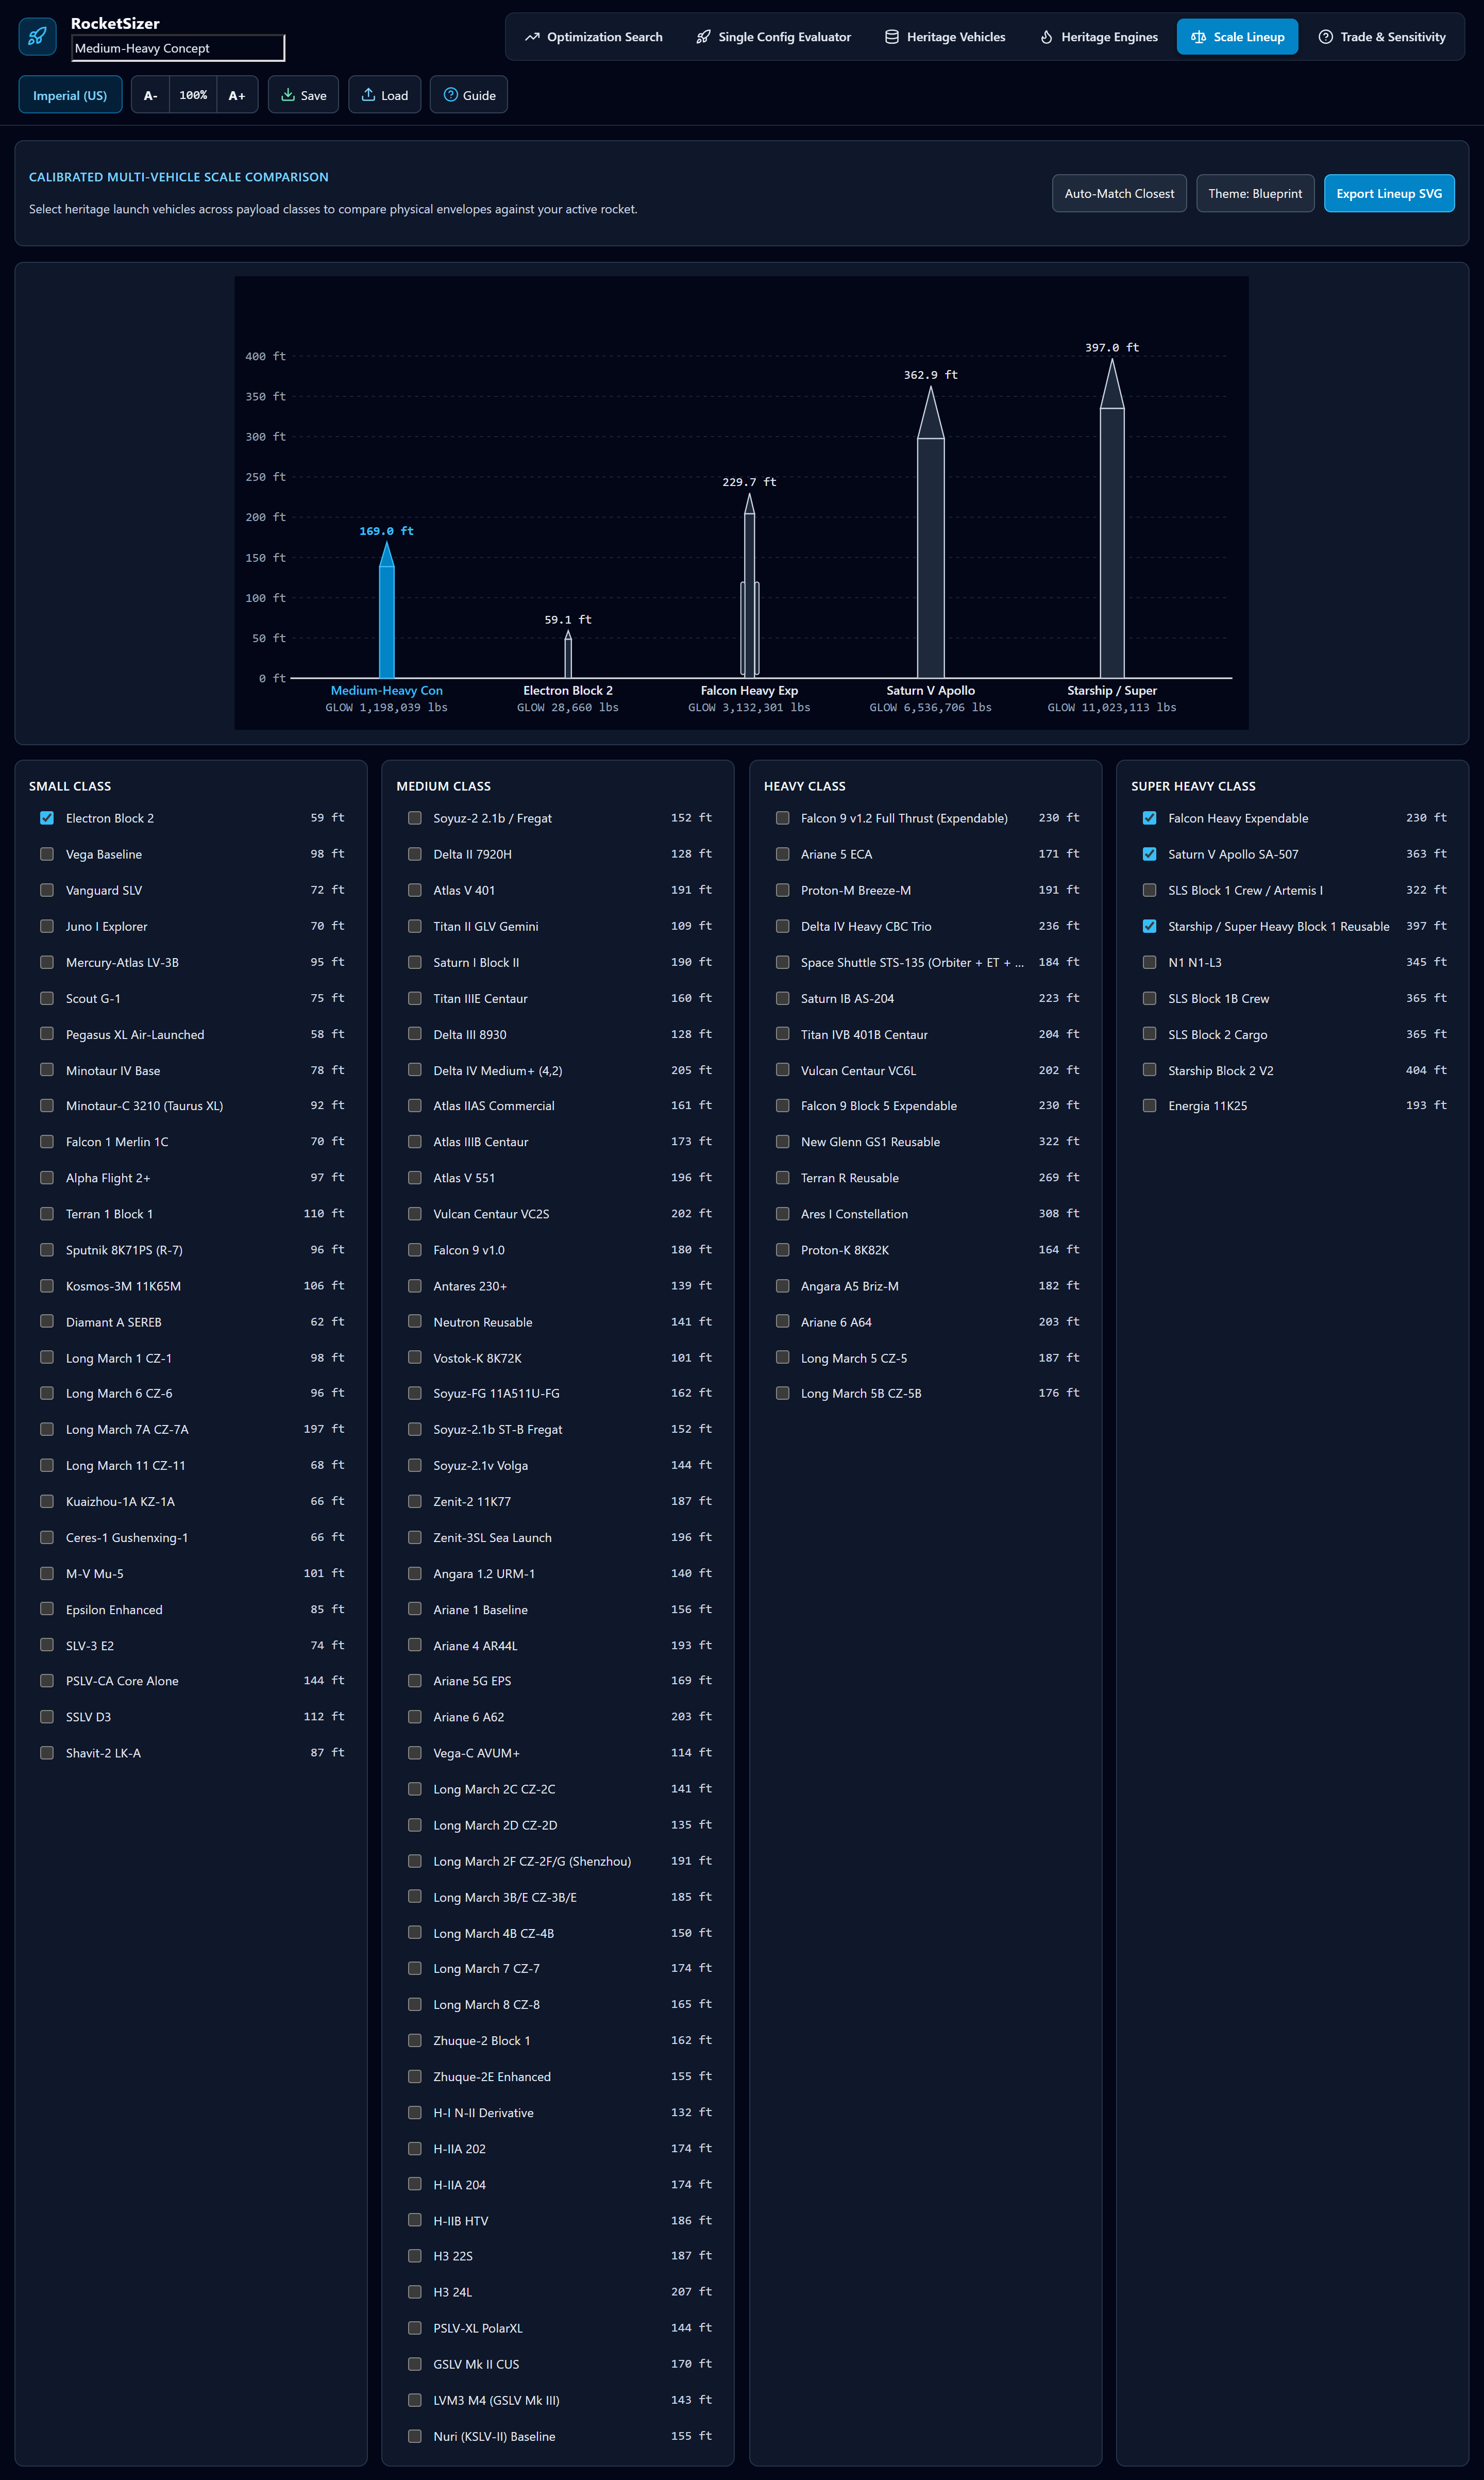 RocketSizer
Medium-Heavy Concept
Optimization Search
Single Config Evaluator
Heritage Vehicles
Heritage Engines
Scale Lineup
Trade & Sensitivity
Imperial (US)
A-
100%
A+
Save
Load
Guide
CALIBRATED MULTI-VEHICLE SCALE COMPARISON
Select heritage launch vehicles across payload classes to compare physical envelopes against your active rocket.
Auto-Match Closest
Theme: Blueprint
Export Lineup SVG
400 ft
350 ft
300 ft
250 ft
200 ft
150 ft
100 ft
50 ft
0 ft
169.0 ft
59.1 ft
229.7 ft
362.9 ft
397.0 ft
Medium-Heavy Con
GLOW 1,198,039 lbs
Electron Block 2
GLOW 28,660 lbs
Falcon Heavy Exp
GLOW 3,132,301 lbs
Saturn V Apollo
GLOW 6,536,706 lbs
Starship / Super
GLOW 11,023,113 lbs
SMALL CLASS
Electron Block 2 59 ft
Vega Baseline 98 ft
Vanguard SLV 72 ft
Juno I Explorer 70 ft
Mercury-Atlas LV-3B 95 ft
Scout G-1 75 ft
Pegasus XL Air-Launched 58 ft
Minotaur IV Base 78 ft
Minotaur-C 3210 (Taurus XL) 92 ft
Falcon 1 Merlin 1C 70 ft
Alpha Flight 2+ 97 ft
Terran 1 Block 1 110 ft
Sputnik 8K71PS (R-7) 96 ft
Kosmos-3M 11K65M 106 ft
Diamant A SEREB 62 ft
Long March 1 CZ-1 98 ft
Long March 6 CZ-6 96 ft
Long March 7A CZ-7A 197 ft
Long March 11 CZ-11 68 ft
Kuaizhou-1A KZ-1A 66 ft
Ceres-1 Gushenxing-1 66 ft
M-V Mu-5 101 ft
Epsilon Enhanced 85 ft
SLV-3 E2 74 ft
PSLV-CA Core Alone 144 ft
SSLV D3 112 ft
Shavit-2 LK-A 87 ft
MEDIUM CLASS
Soyuz-2 2.1b / Fregat 152 ft
Delta II 7920H 128 ft
Atlas V 401 191 ft
Titan II GLV Gemini 109 ft
Saturn I Block II 190 ft
Titan IIIE Centaur 160 ft
Delta III 8930 128 ft
Delta IV Medium+ (4,2) 205 ft
Atlas IIAS Commercial 161 ft
Atlas IIIB Centaur 173 ft
Atlas V 551 196 ft
Vulcan Centaur VC2S 202 ft
Falcon 9 v1.0 180 ft
Antares 230+ 139 ft
Neutron Reusable 141 ft
Vostok-K 8K72K 101 ft
Soyuz-FG 11A511U-FG 162 ft
Soyuz-2.1b ST-B Fregat 152 ft
Soyuz-2.1v Volga 144 ft
Zenit-2 11K77 187 ft
Zenit-3SL Sea Launch 196 ft
Angara 1.2 URM-1 140 ft
Ariane 1 Baseline 156 ft
Ariane 4 AR44L 193 ft
Ariane 5G EPS 169 ft
Ariane 6 A62 203 ft
Vega-C AVUM+ 114 ft
Long March 2C CZ-2C 141 ft
Long March 2D CZ-2D 135 ft
Long March 2F CZ-2F/G (Shenzhou) 191 ft
Long March 3B/E CZ-3B/E 185 ft
Long March 4B CZ-4B 150 ft
Long March 7 CZ-7 174 ft
Long March 8 CZ-8 165 ft
Zhuque-2 Block 1 162 ft
Zhuque-2E Enhanced 155 ft
H-I N-II Derivative 132 ft
H-IIA 202 174 ft
H-IIA 204 174 ft
H-IIB HTV 186 ft
H3 22S 187 ft
H3 24L 207 ft
PSLV-XL PolarXL 144 ft
GSLV Mk II CUS 170 ft
LVM3 M4 (GSLV Mk III) 143 ft
Nuri (KSLV-II) Baseline 155 ft
HEAVY CLASS
Falcon 9 v1.2 Full Thrust (Expendable) 230 ft
Ariane 5 ECA 171 ft
Proton-M Breeze-M 191 ft
Delta IV Heavy CBC Trio 236 ft
Space Shuttle STS-135 (Orbiter + ET + ... 184 ft
Saturn IB AS-204 223 ft
Titan IVB 401B Centaur 204 ft
Vulcan Centaur VC6L 202 ft
Falcon 9 Block 5 Expendable 230 ft
New Glenn GS1 Reusable 322 ft
Terran R Reusable 269 ft
Ares I Constellation 308 ft
Proton-K 8K82K 164 ft
Angara A5 Briz-M 182 ft
Ariane 6 A64 203 ft
Long March 5 CZ-5 187 ft
Long March 5B CZ-5B 176 ft
SUPER HEAVY CLASS
Falcon Heavy Expendable 230 ft
Saturn V Apollo SA-507 363 ft
SLS Block 1 Crew / Artemis I 322 ft
Starship / Super Heavy Block 1 Reusable 397 ft
N1 N1-L3 345 ft
SLS Block 1B Crew 365 ft
SLS Block 2 Cargo 365 ft
Starship Block 2 V2 404 ft
Energia 11K25 193 ft